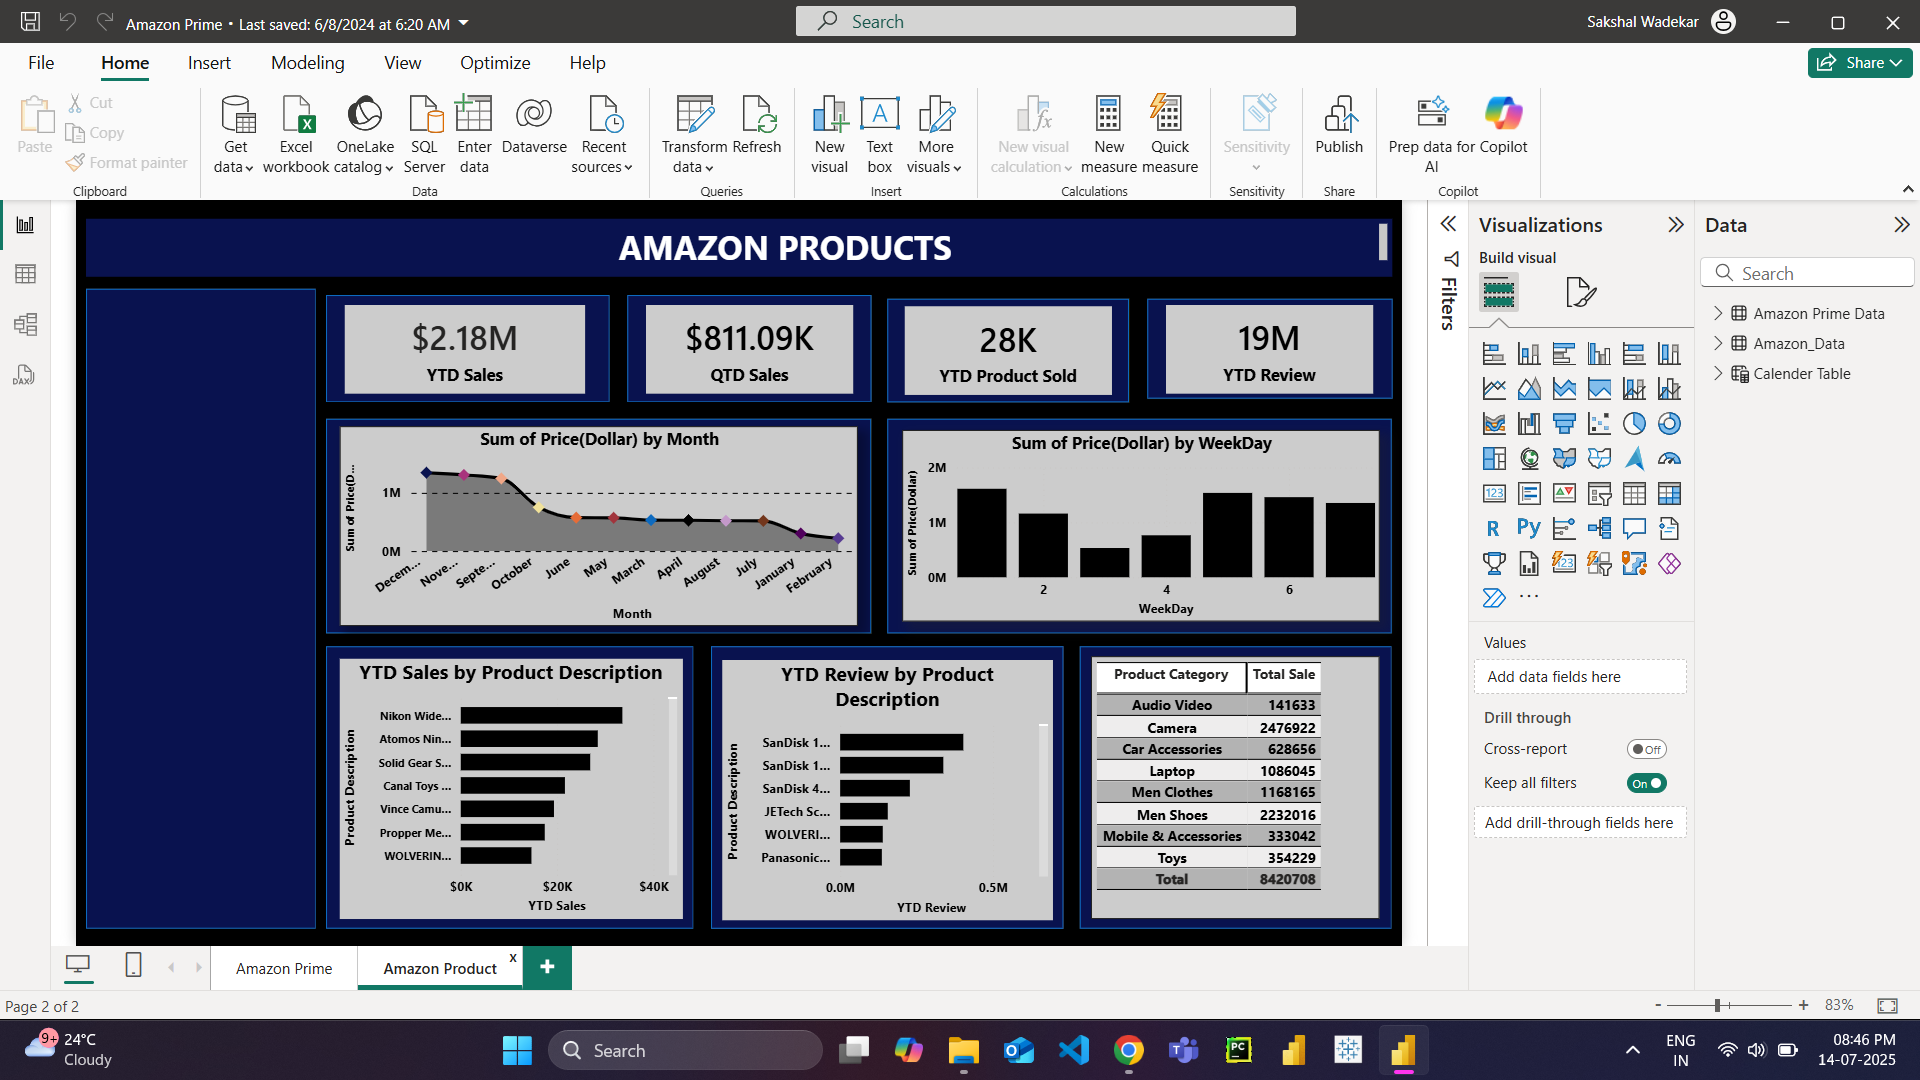 Amazon Prime • Last saved: 6/8/2024 at 6:20 AM
Search
Sakshal Wadekar
File Home Insert Modeling View Optimize Help
Share
Paste
Cut
Copy
Format painter
Clipboard
Get data
Excel workbook
OneLake catalog
SQL Server
Enter data
Dataverse
Recent sources
Data
Transform data
Refresh
Queries
New visual
Text box
More visuals
Insert
New visual calculation
New measure
Quick measure
Calculations
Sensitivity
Sensitivity
Publish
Share
Prep data for AI
Copilot
Copilot
AMAZON PRODUCTS
$2.18M
YTD Sales
$811.09K
QTD Sales
28K
YTD Product Sold
19M
YTD Review
Sum of Price(Dollar) by Month
Sum of Price(D...
1M
0M
Decem... Nove... Septe... October June May March April August July January February
Month
Sum of Price(Dollar) by WeekDay
Sum of Price(Dollar)
2M
1M
0M
2 4 6
WeekDay
YTD Sales by Product Description
Product Description
Nikon Wide...
Atomos Nin...
Solid Gear S...
Canal Toys ...
Vince Camu...
Propper Me...
WOLVERIN...
$0K $20K $40K
YTD Sales
YTD Review by Product
Description
Product Description
SanDisk 1...
SanDisk 1...
SanDisk 4...
JETech Sc...
WOLVERI...
Panasonic...
0.0M 0.5M
YTD Review
Product Category Total Sale
Audio Video 141633
Camera 2476922
Car Accessories 628656
Laptop 1086045
Men Clothes 1168165
Men Shoes 2232016
Mobile & Accessories 333042
Toys 354229
Total 8420708
Filters
Visualizations
Build visual
123
R Py
123
Values
Add data fields here
Drill through
Cross-report Off
Keep all filters On
Add drill-through fields here
Data
Search
Amazon Prime Data
Amazon_Data
Calender Table
DAX
Amazon Prime
Amazon Product x
+
Page 2 of 2
- + 83%
9+
24°C
Cloudy
Search
PC
ENG
IN
08:46 PM
14-07-2025